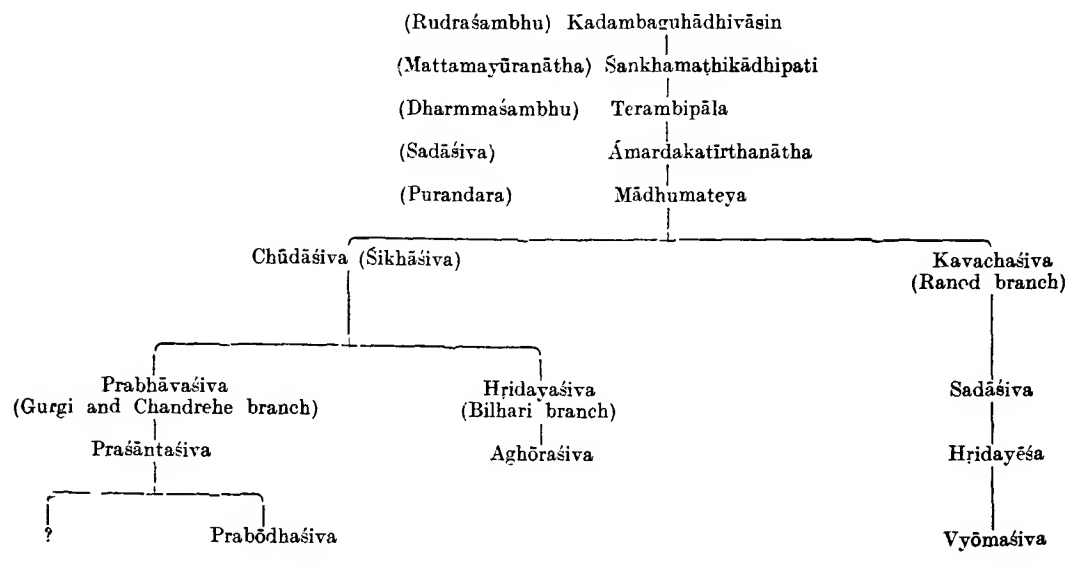 (Rudraśambhu) Kadambaguhādhivāsin
(Mattamayūranātha) Śankhamaṭhikādhipati
(Dharmmaśambhu) Terambipāla
(Sadāśiva) Ámardakatīrthanātha
(Purandara) Mādhumateya
Chūdāśiva (Śikhāśiva)
Kavachaśiva
(Ranod branch)
Prabhāvaśiva
(Gurgi and Chandrehe branch)
Hṛidayaśiva
(Bilhari branch)
Sadāśiva
Praśāntaśiva
Aghōraśiva
Hṛidayēśa
?
Prabōdhaśiva
Vyōmaśiva